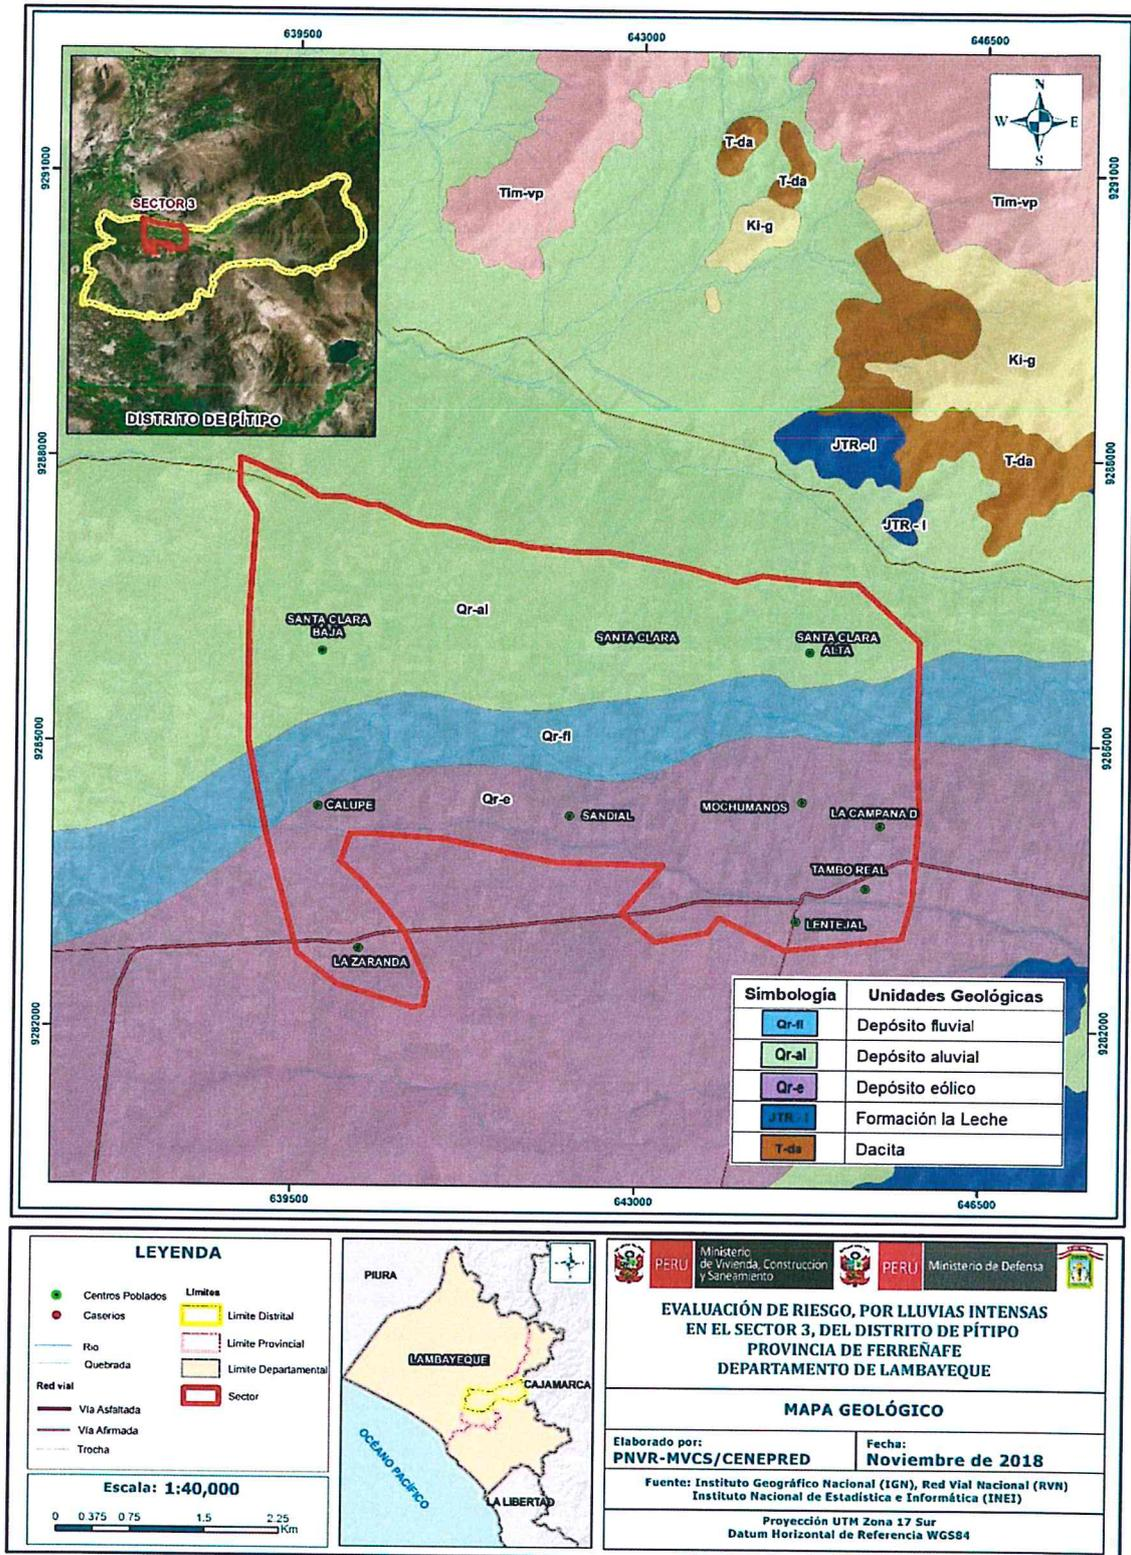 639500
643000
646500
N
W
E
S
9291000
9291000
SECTOR 3
DISTRITO DE PÍTIPO
T-da
T-da
Tim-vp
Tim-vp
Ki-g
Ki-g
JTR - l
T-da
JTR - l
9288000
9288000
Qr-al
SANTA CLARA
BAJA
SANTA CLARA
SANTA CLARA
ALTA
9285000
9285000
Qr-fl
Qr-e
CALUPE
SANDIAL
MOCHUMANOS
LA CAMPANA D
TAMBO REAL
LENTEJAL
LA ZARANDA
9282000
9282000
Simbología
Unidades Geológicas
Qr-fl
Depósito fluvial
Qr-al
Depósito aluvial
Qr-e
Depósito eólico
JTR - l
Formación la Leche
T-da
Dacita
639500
643000
646500
LEYENDA
Centros Poblados
Caserios
Rio
Quebrada
Red vial
Vía Asfaltada
Vía Afirmada
Trocha
Límites
Limite Distrital
Limite Provincial
Limite Departamental
Sector
Escala: 1:40,000
0 0.375 0.75 1.5 2.25
Km
PIURA
LAMBAYEQUE
CAJAMARCA
OCÉANO PACÍFICO
LA LIBERTAD
PERÚ
Ministerio
de Vivienda, Construcción
y Saneamiento
PERÚ
Ministerio de Defensa
EVALUACIÓN DE RIESGO, POR LLUVIAS INTENSAS
EN EL SECTOR 3, DEL DISTRITO DE PÍTIPO
PROVINCIA DE FERREÑAFE
DEPARTAMENTO DE LAMBAYEQUE
MAPA GEOLÓGICO
Elaborado por:
PNVR-MVCS/CENEPRED
Fecha:
Noviembre de 2018
Fuente: Instituto Geográfico Nacional (IGN), Red Vial Nacional (RVN)
Instituto Nacional de Estadística e Informática (INEI)
Proyección UTM Zona 17 Sur
Datum Horizontal de Referencia WGS84